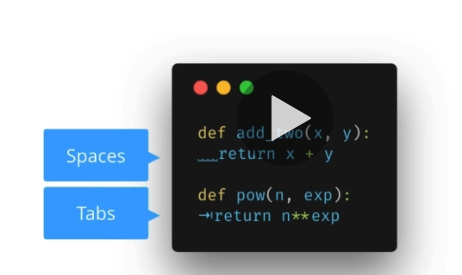 def add_two(x, y):
Spaces
return x + y
def pow(n, exp):
Tabs
→return n**exp